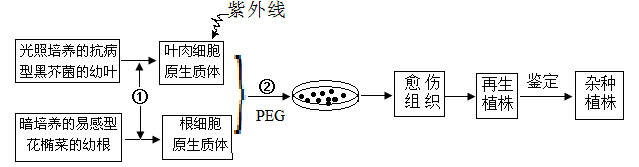 紫外线
光照培养的抗病
型黑芥菌的幼叶
叶肉细胞
原生质体
①
②
PEG
愈伤
组织
再生
植株
鉴定
杂种
植株
暗培养的易感型
花椭菜的幼根
根细胞
原生质体